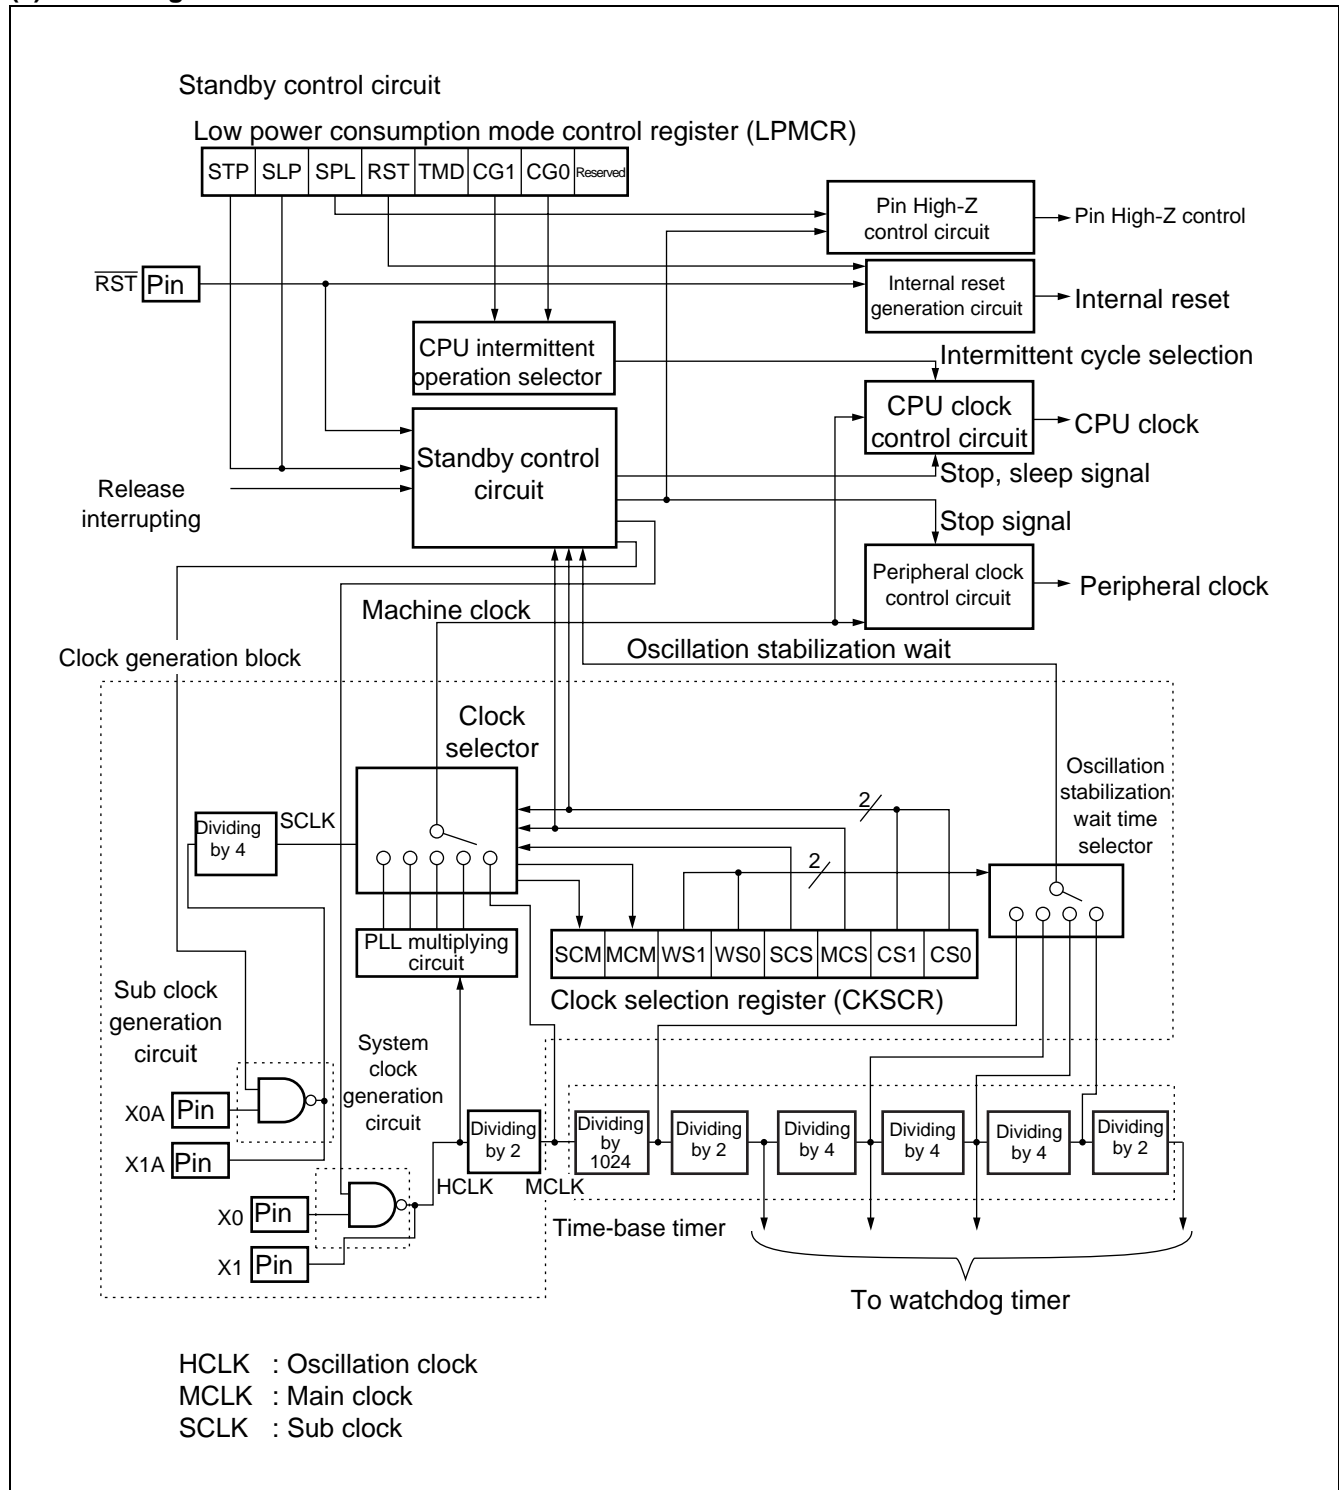 Standby control circuit
Low power consumption mode control register (LPMCR)
STP SLP SPL RST TMD CG1 CG0 Reserved
Pin High-Z
control circuit
Pin High-Z control
RST Pin
Internal reset
generation circuit
Internal reset
CPU intermittent
operation selector
Intermittent cycle selection
CPU clock
control circuit
CPU clock
Standby control
circuit
Stop, sleep signal
Release
interrupting
Stop signal
Peripheral clock
control circuit
Peripheral clock
Machine clock
Oscillation stabilization wait
Clock generation block
Clock
selector
Oscillation
stabilization
wait time
selector
2
Dividing
by 4
SCLK
2
PLL multiplying
circuit
SCM MCM WS1 WS0 SCS MCS CS1 CS0
Clock selection register (CKSCR)
Sub clock
generation
circuit
System
clock
generation
circuit
X0A Pin
X1A Pin
Dividing
by 2
Dividing
by
1024
Dividing
by 2
Dividing
by 4
Dividing
by 4
Dividing
by 4
Dividing
by 2
HCLK
MCLK
X0 Pin
X1 Pin
Time-base timer
To watchdog timer
HCLK : Oscillation clock
MCLK : Main clock
SCLK : Sub clock